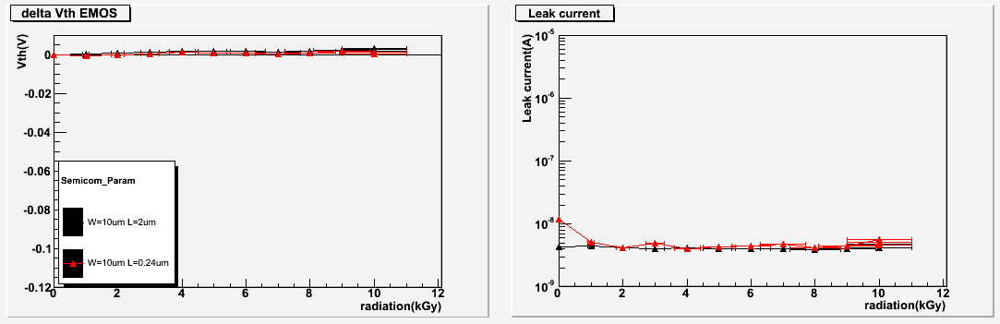 delta Vth EMOS
Vth(V)
0
-0.02
-0.04
-0.06
-0.08
-0.1
-0.12
Semicom_Param
W=10um L=2um
W=10um L=0.24um
0 2 4 6 8 10 12
radiation(kGy)
Leak current
Leak current(A)
10^-5
10^-6
10^-7
10^-8
10^-9
0 2 4 6 8 10 12
radiation(kGy)